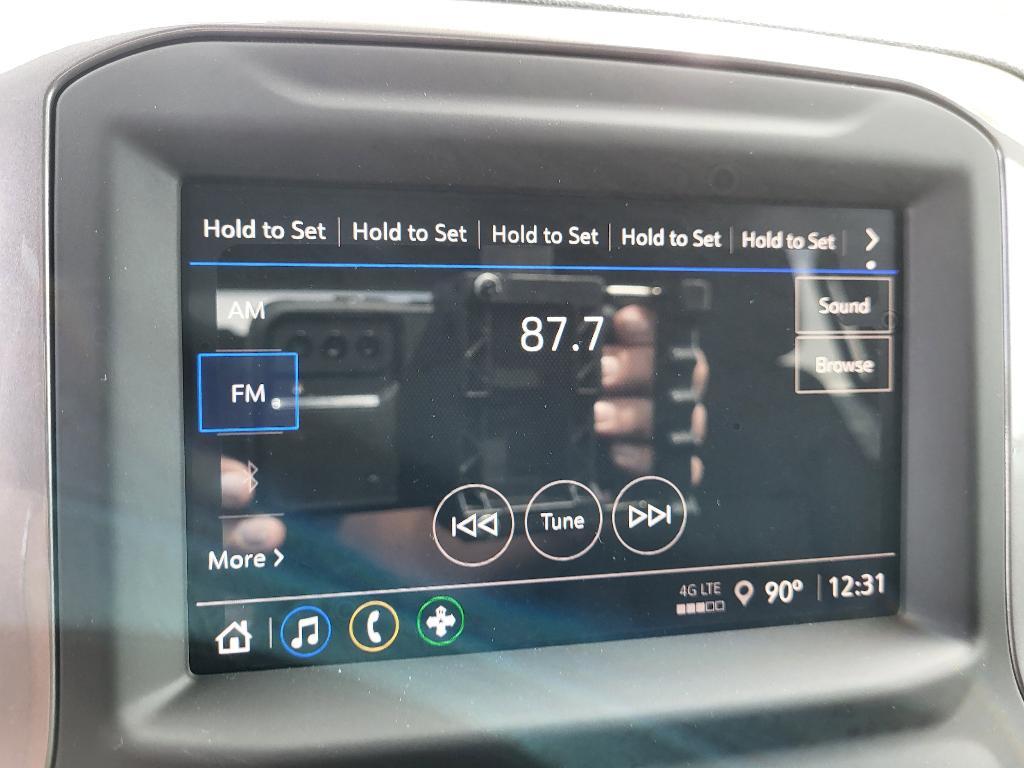 Hold to Set Hold to Set Hold to Set Hold to Set Hold to Set
AM
Sound
87.7
Browse
FM
Tune
More
4G LTE 90° 12:31